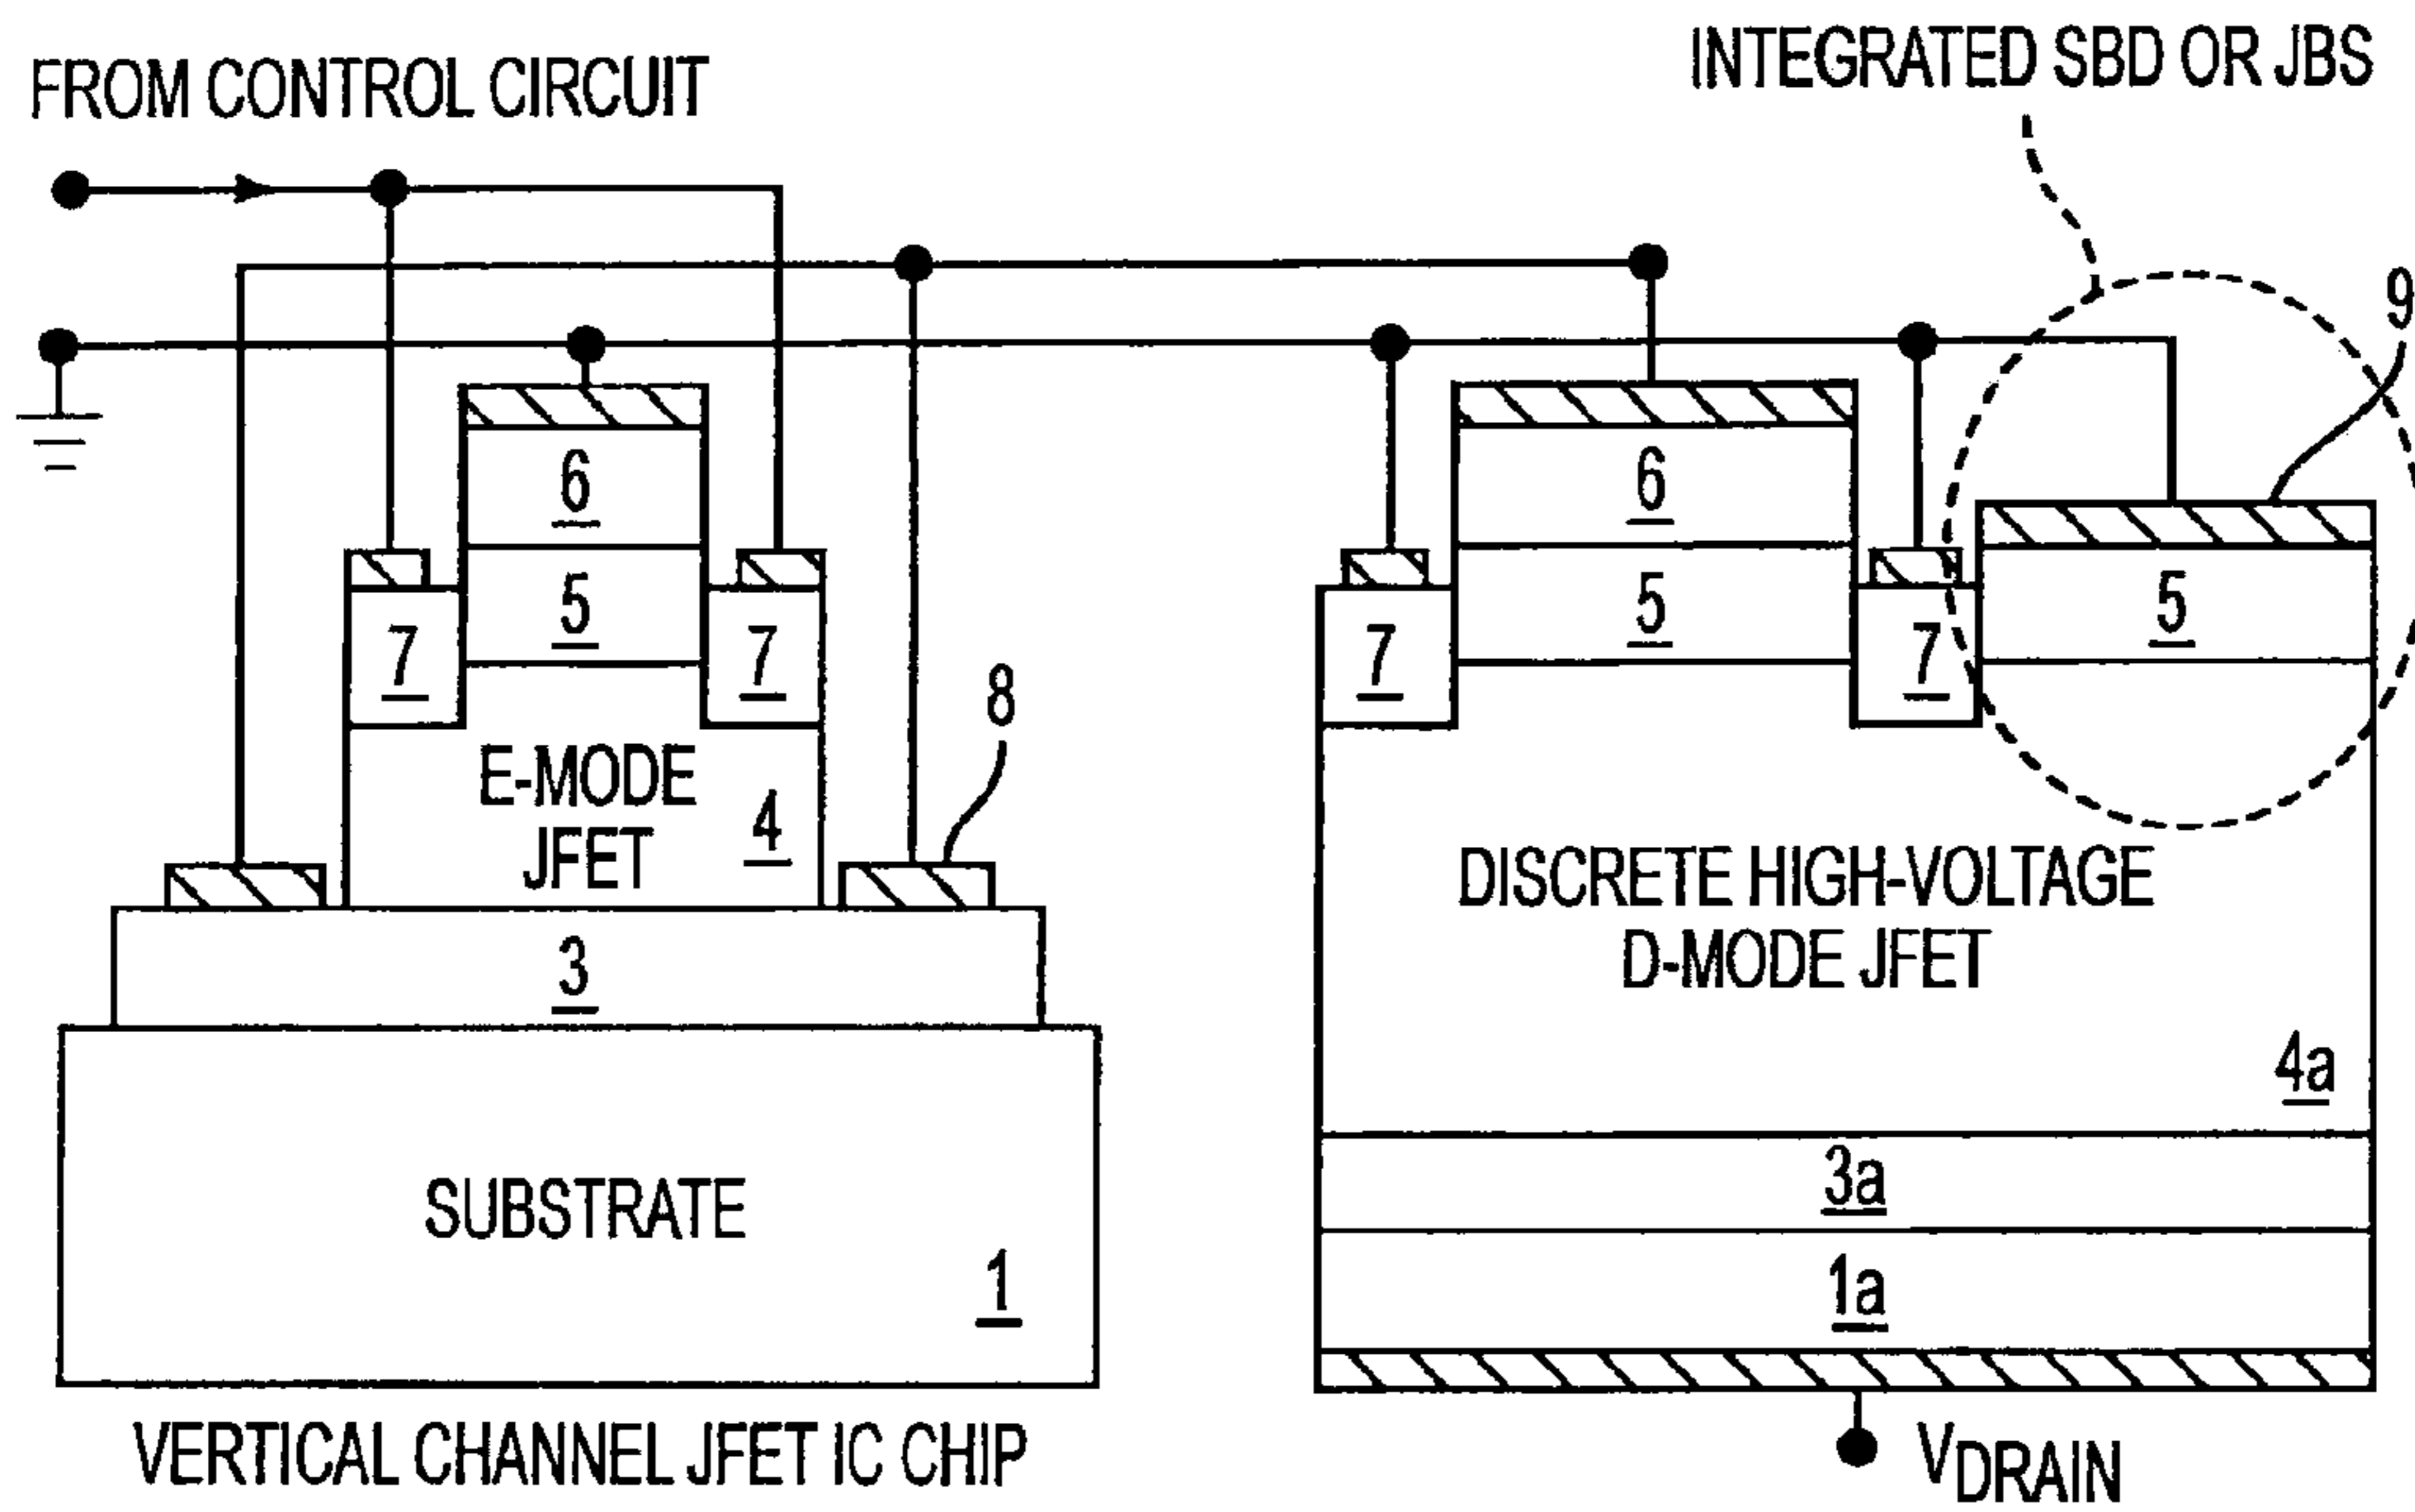 INTEGRATED SBD OR JBS
FROM CONTROL CIRCUIT
9
6
6
5
5
5
7
7
7
7
8
E-MODE
JFET
4
DISCRETE HIGH-VOLTAGE
D-MODE JFET
3
4a
3a
SUBSTRATE
1
1a
VERTICAL CHANNEL JFET IC CHIP
VDRAIN